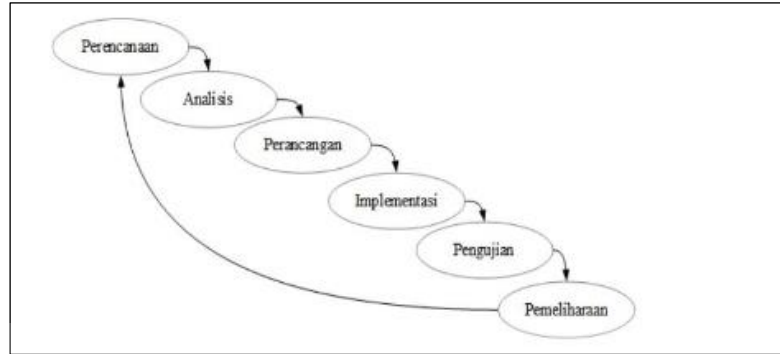 Perencanaan
Analisis
Perancangan
Implementasi
Pengujian
Pemeliharaan